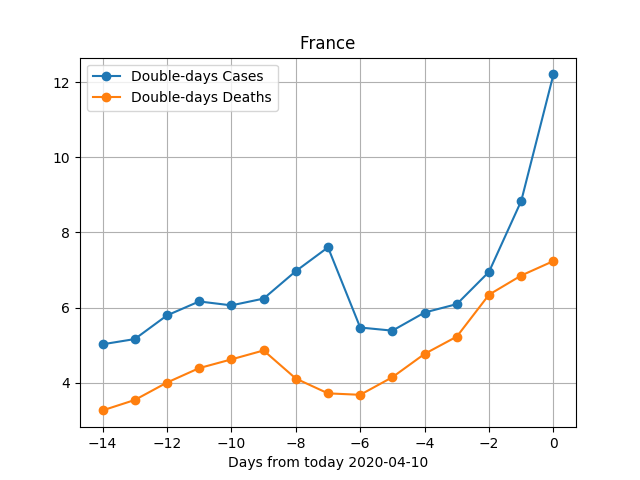 France
Double-days Cases
Double-days Deaths
12
10
8
6
4
−14 −12 −10 −8 −6 −4 −2 0
Days from today 2020-04-10